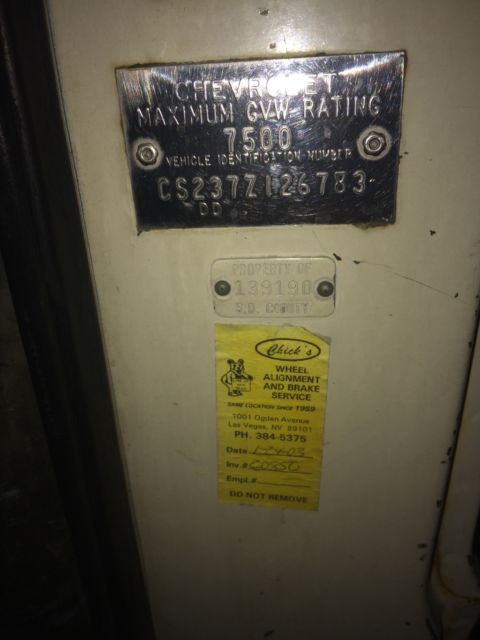 CHEVROLET
MAXIMUM GVW RATING
7500
VEHICLE IDENTIFICATION NUMBER
CS237Z126783
DD
PROPERTY OF
139190
S.D. COUNTY
Chick's
WHEEL
ALIGNMENT
AND BRAKE
SERVICE
SAME LOCATION SINCE 1959
1001 Ogden Avenue
Las Vegas, NV 89101
PH. 384-5375
Date
Inv.#
Empl.#
DO NOT REMOVE